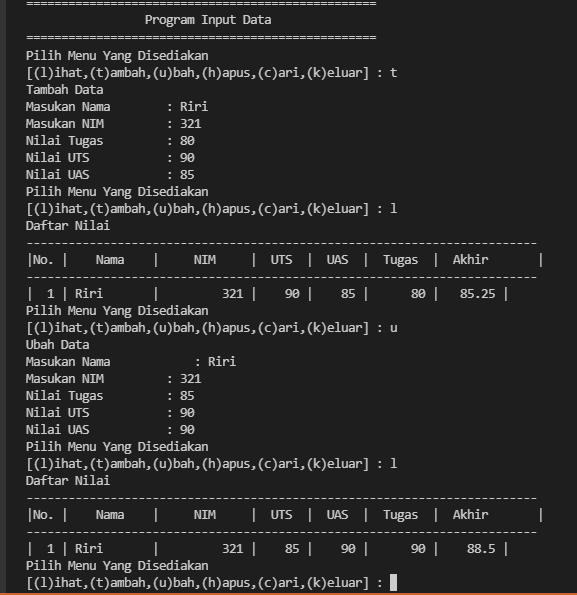 ==================================================
Program Input Data
==================================================
Pilih Menu Yang Disediakan
[(l)ihat,(t)ambah,(u)bah,(h)apus,(c)ari,(k)eluar] : t
Tambah Data
Masukan Nama : Riri
Masukan NIM : 321
Nilai Tugas : 80
Nilai UTS : 90
Nilai UAS : 85
Pilih Menu Yang Disediakan
[(l)ihat,(t)ambah,(u)bah,(h)apus,(c)ari,(k)eluar] : l
Daftar Nilai
-------------------------------------------------------------------------
|No. | Nama | NIM | UTS | UAS | Tugas | Akhir |
-------------------------------------------------------------------------
| 1 | Riri | 321 | 90 | 85 | 80 | 85.25 |
Pilih Menu Yang Disediakan
[(l)ihat,(t)ambah,(u)bah,(h)apus,(c)ari,(k)eluar] : u
Ubah Data
Masukan Nama : Riri
Masukan NIM : 321
Nilai Tugas : 85
Nilai UTS : 90
Nilai UAS : 90
Pilih Menu Yang Disediakan
[(l)ihat,(t)ambah,(u)bah,(h)apus,(c)ari,(k)eluar] : l
Daftar Nilai
-------------------------------------------------------------------------
|No. | Nama | NIM | UTS | UAS | Tugas | Akhir |
-------------------------------------------------------------------------
| 1 | Riri | 321 | 85 | 90 | 90 | 88.5 |
Pilih Menu Yang Disediakan
[(l)ihat,(t)ambah,(u)bah,(h)apus,(c)ari,(k)eluar] :